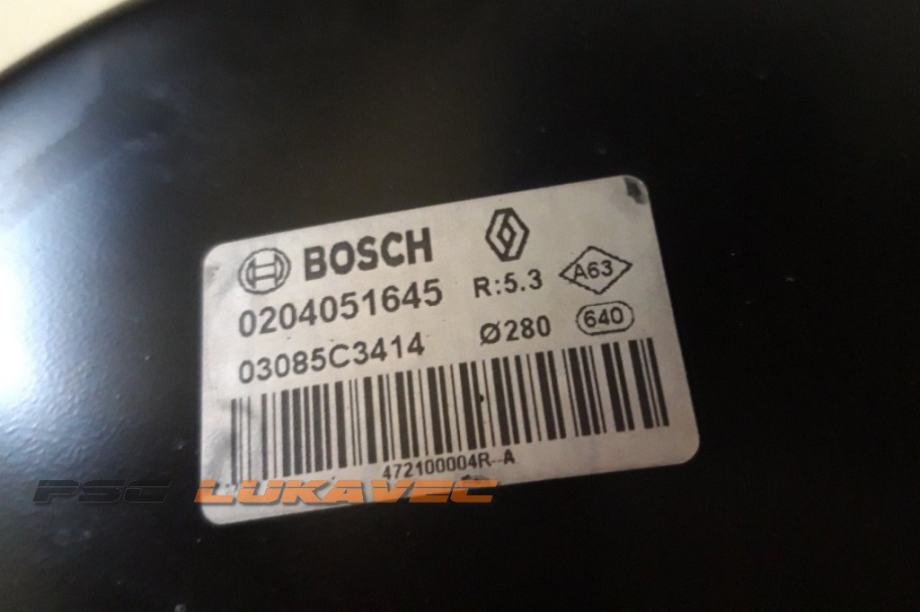 BOSCH
0204051645 R:5.3 A63
03085C3414 Ø280 640
472100004R--A
PSC LUKAVEC